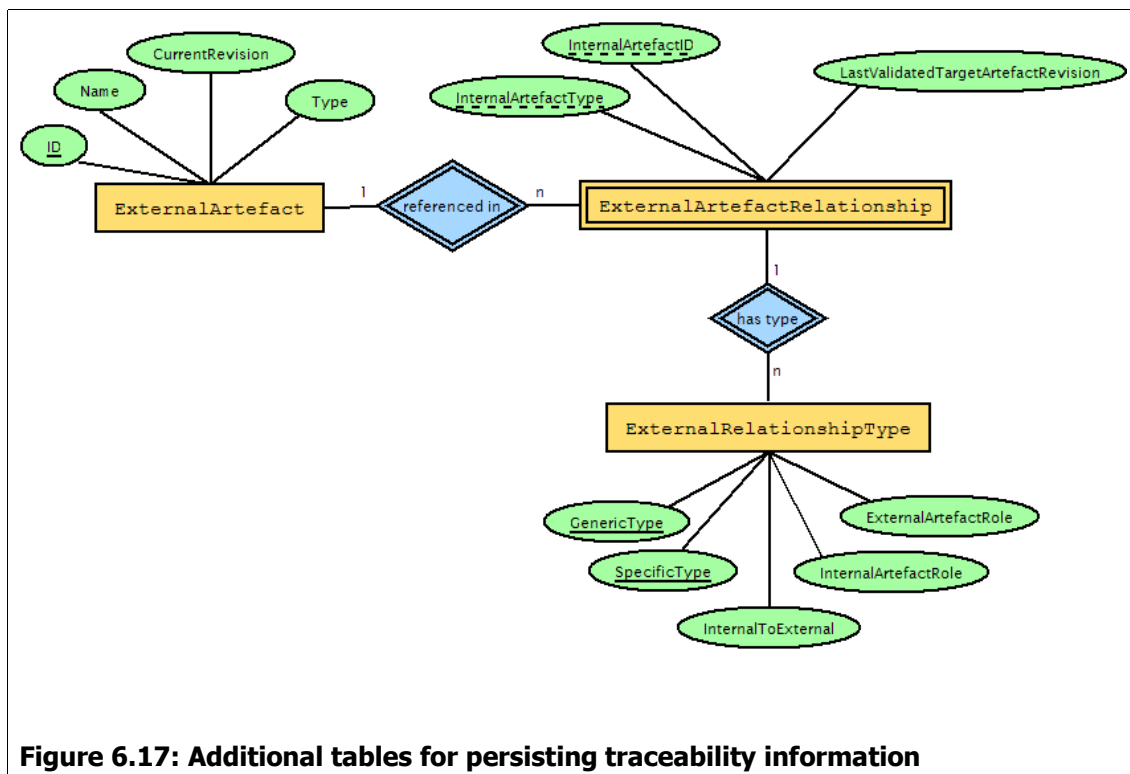 CurrentRevision
InternalArtefactID
LastValidatedTargetArtefactRevision
Name
Type
InternalArtefactType
ID
ExternalArtefact
1
referenced in
n
ExternalArtefactRelationship
1
has type
n
ExternalRelationshipType
GenericType
ExternalArtefactRole
SpecificType
InternalArtefactRole
InternalToExternal
Figure 6.17: Additional tables for persisting traceability information